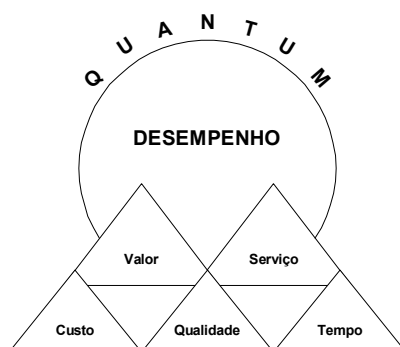 QUANTUM
DESEMPENHO
Valor Serviço
Custo Qualidade Tempo